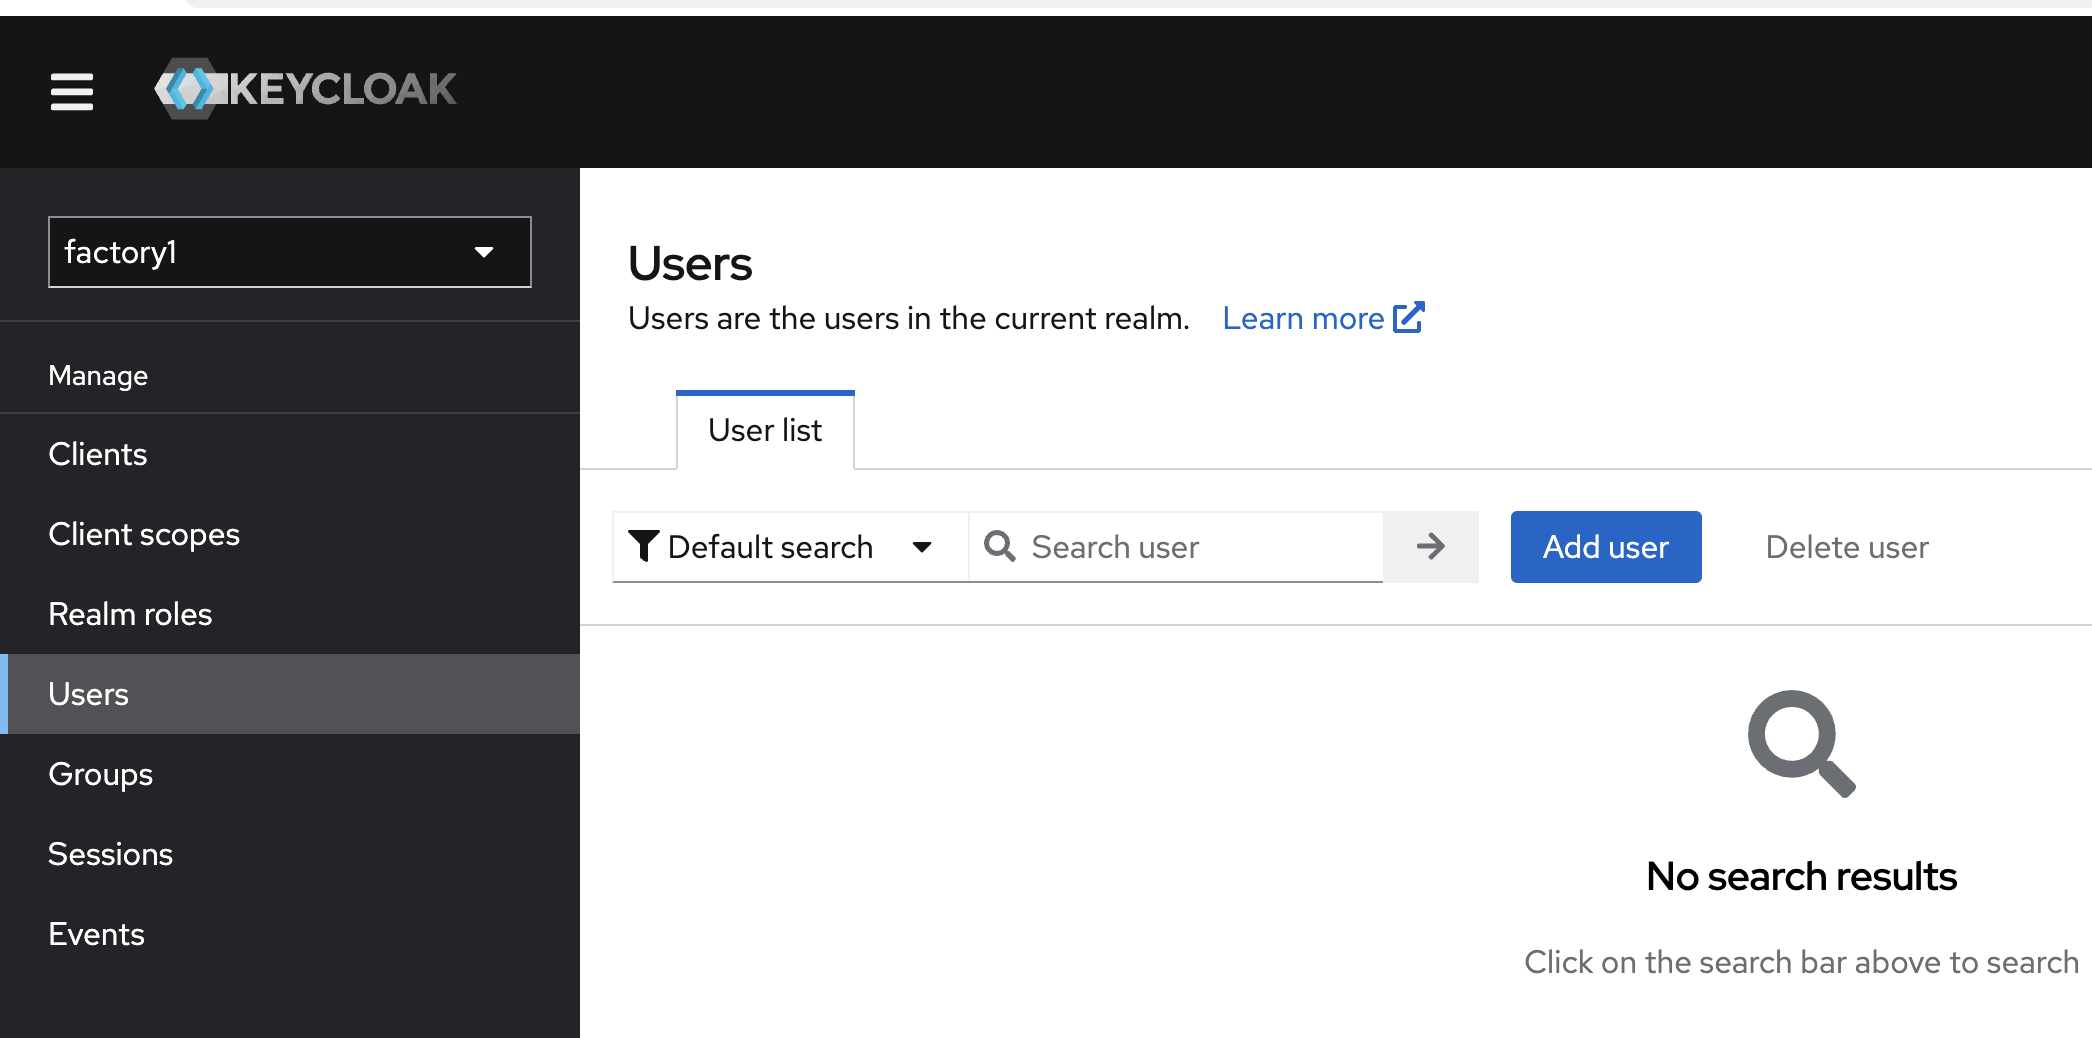 KEYCLOAK
factory1
Manage
Clients
Client scopes
Realm roles
Users
Groups
Sessions
Events
Users
Users are the users in the current realm. Learn more
User list
Default search Search user Add user Delete user
No search results
Click on the search bar above to search